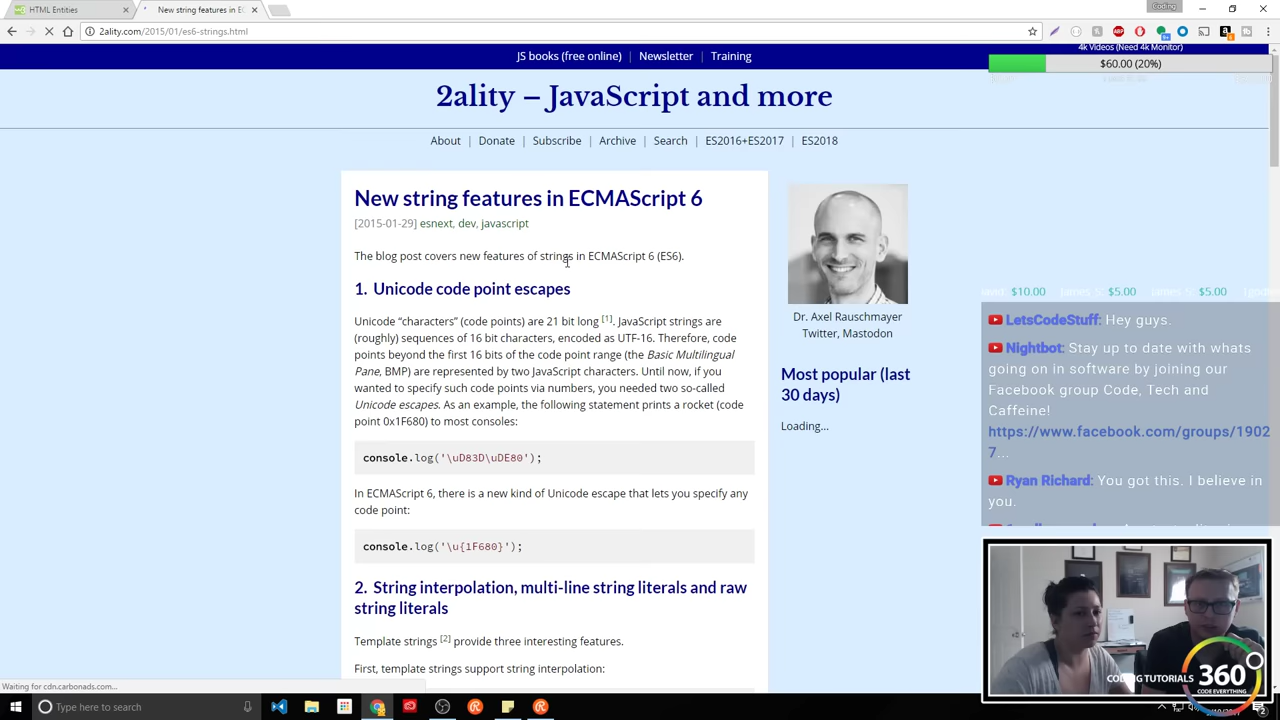 HTML Entities
New string features in EC
Coding
2ality.com/2015/01/es6-strings.html
JS books (free online) | Newsletter | Training
4k Videos (Need 4k Monitor)
$60.00 (20%)
2ality – JavaScript and more
About | Donate | Subscribe | Archive | Search | ES2016+ES2017 | ES2018
New string features in ECMAScript 6
[2015-01-29] esnext, dev, javascript
The blog post covers new features of strings in ECMAScript 6 (ES6).
1. Unicode code point escapes
Unicode “characters” (code points) are 21 bit long [1]. JavaScript strings are
(roughly) sequences of 16 bit characters, encoded as UTF-16. Therefore, code
points beyond the first 16 bits of the code point range (the Basic Multilingual
Pane, BMP) are represented by two JavaScript characters. Until now, if you
wanted to specify such code points via numbers, you needed two so-called
Unicode escapes. As an example, the following statement prints a rocket (code
point 0x1F680) to most consoles:
console.log('\uD83D\uDE80');
In ECMAScript 6, there is a new kind of Unicode escape that lets you specify any
code point:
console.log('\u{1F680}');
2. String interpolation, multi-line string literals and raw
string literals
Template strings [2] provide three interesting features.
First, template strings support string interpolation:
Dr. Axel Rauschmayer
Twitter, Mastodon
Most popular (last
30 days)
Loading...
$10.00 $5.00 $5.00
LetsCodeStuff: Hey guys.
Nightbot: Stay up to date with whats
going on in software by joining our
Facebook group Code, Tech and
Caffeine!
https://www.facebook.com/groups/1902
7...
Ryan Richard: You got this. I believe in
you.
CODING TUTORIALS 360
CODE EVERYTHING
Waiting for cdn.carbonads.com...
Type here to search